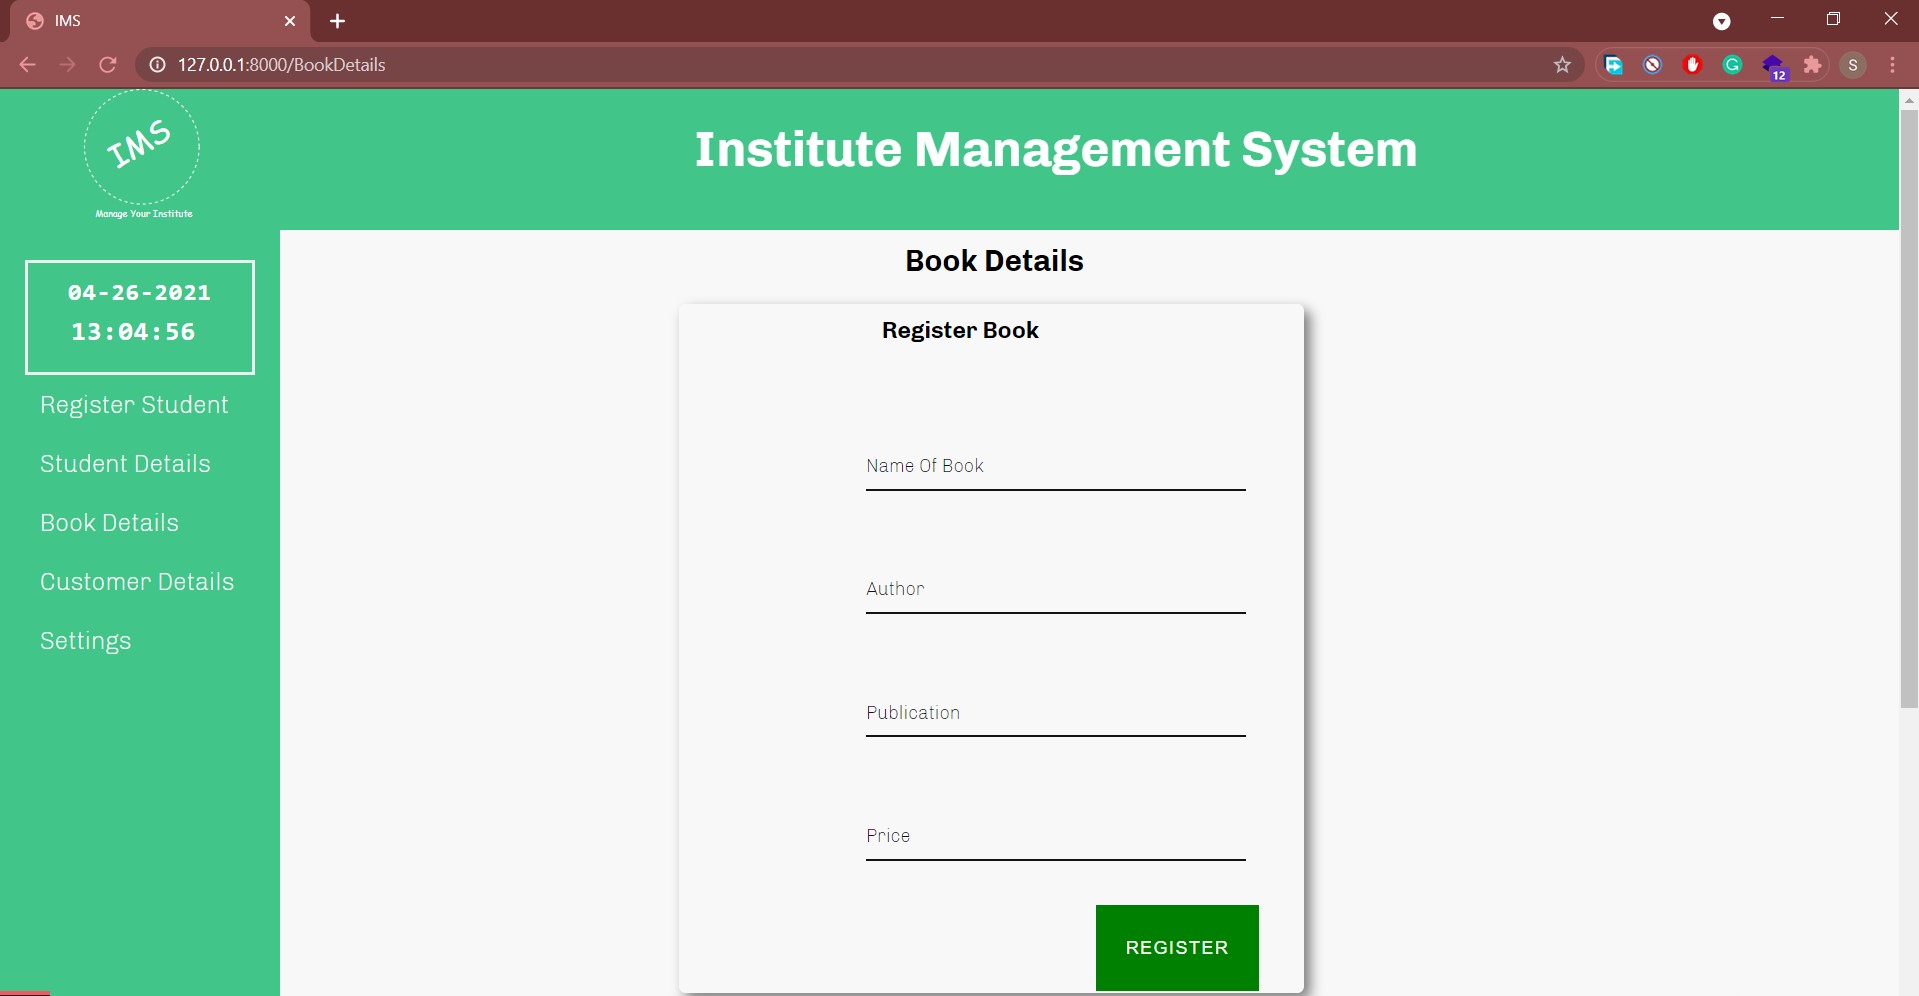 IMS
127.0.0.1:8000/BookDetails
12
S
IMS
Manage Your Institute
Institute Management System
04-26-2021
13:04:56
Register Student
Student Details
Book Details
Customer Details
Settings
Book Details
Register Book
Name Of Book
Author
Publication
Price
REGISTER